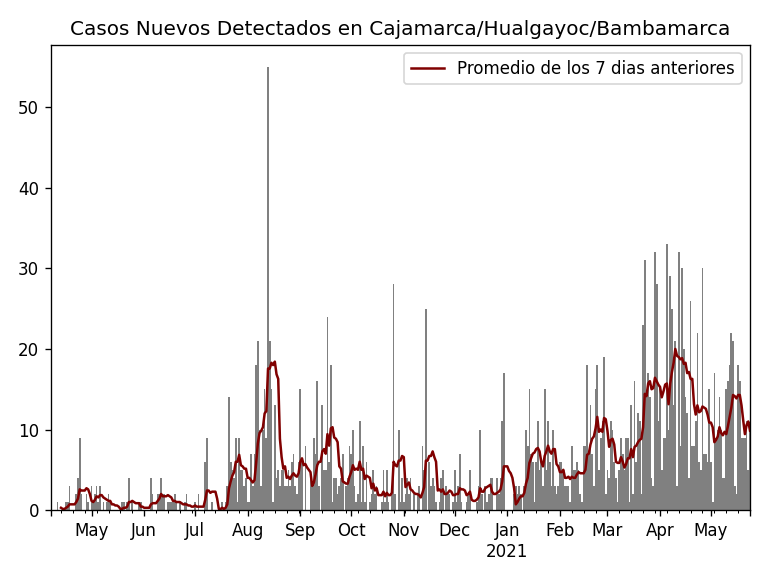 Casos Nuevos Detectados en Cajamarca/Hualgayoc/Bambamarca
Promedio de los 7 dias anteriores
50
40
30
20
10
0
May Jun Jul Aug Sep Oct Nov Dec Jan Feb Mar Apr May
2021